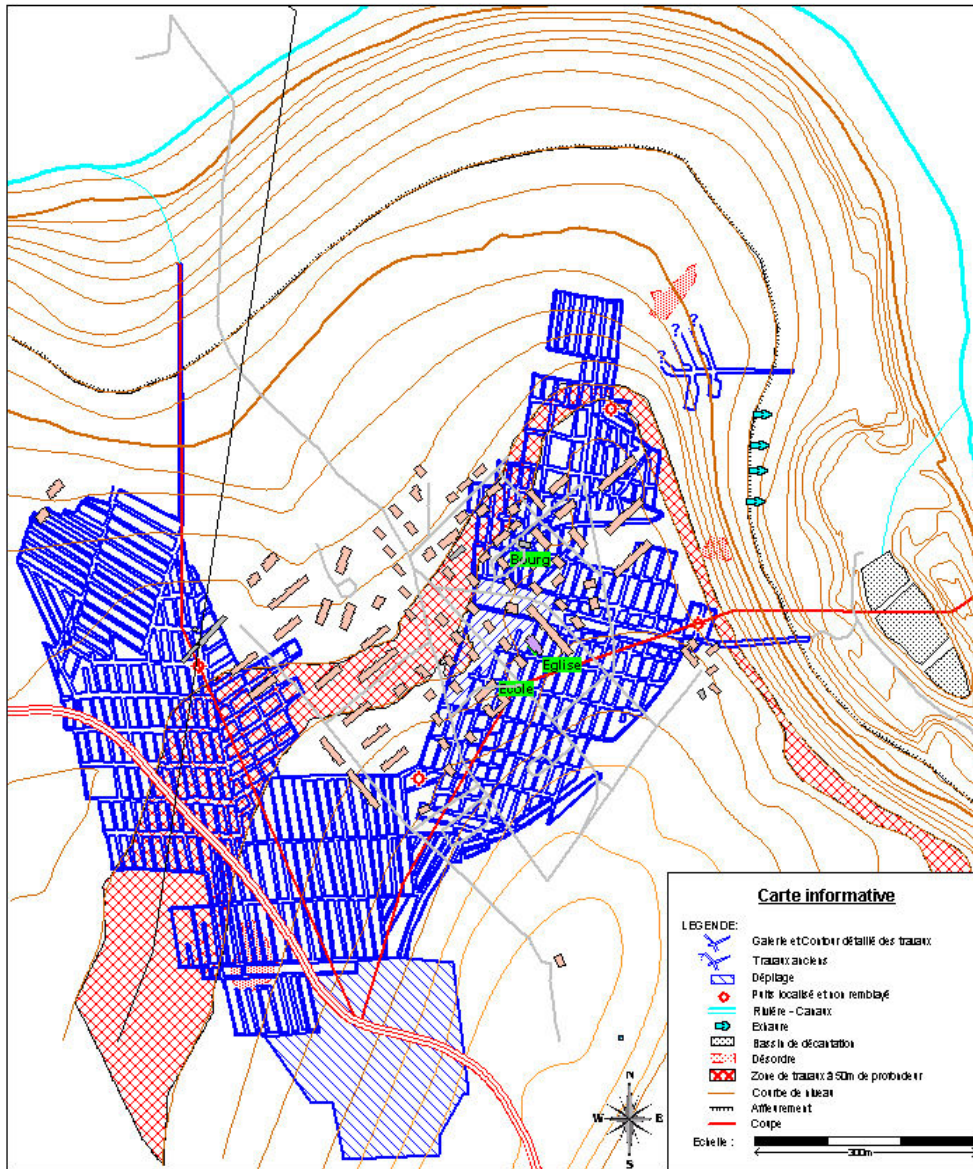 ?
?
?
Bourg
Eglise
Ecole
Carte informative
LEGENDE:
Galerie et Contour détaillé des travaux
?
Travaux anciens
Dépilage
Puits localisé et non remblayé
Rivière - Canaux
Exhaure
Bassin de décantation
Désordre
Zone de travaux à 50m de profondeur
Courbe de niveau
Affleurement
Coupe
N
W E
S
Echelle :
300m